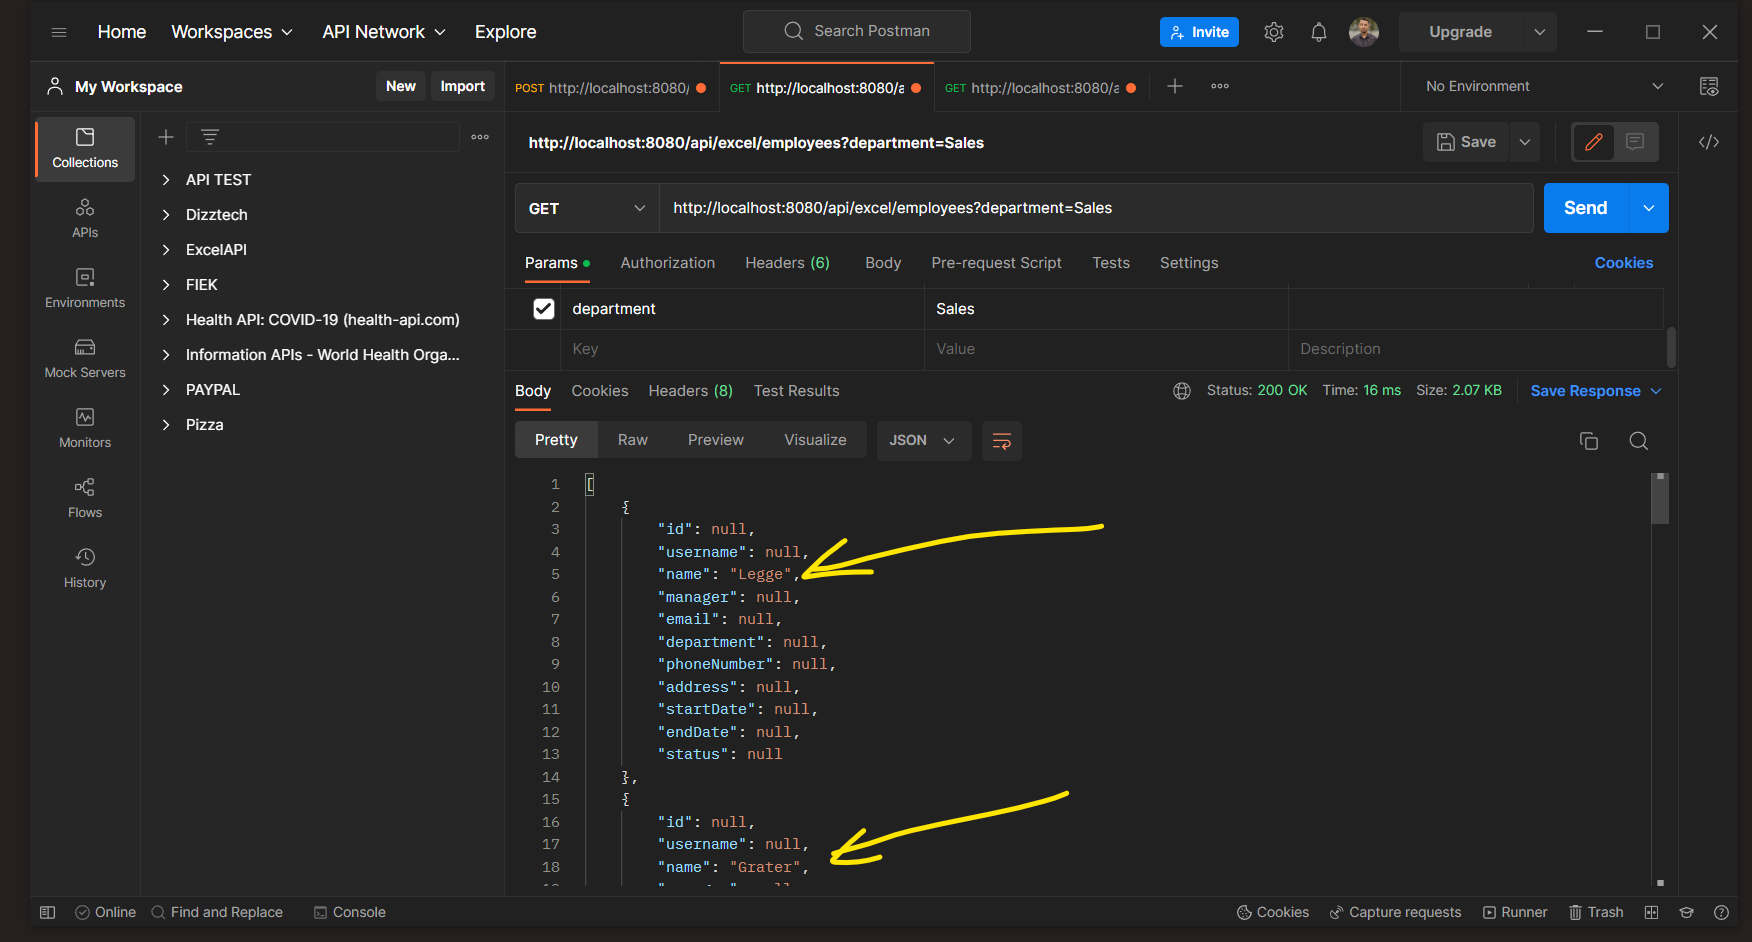 Home Workspaces API Network Explore Search Postman Invite Upgrade
My Workspace New Import POST http://localhost:8080/ GET http://localhost:8080/a GET http://localhost:8080/a No Environment
Collections
APIs
Environments
Mock Servers
Monitors
Flows
History
API TEST
Dizztech
ExcelAPI
FIEK
Health API: COVID-19 (health-api.com)
Information APIs - World Health Orga...
PAYPAL
Pizza
http://localhost:8080/api/excel/employees?department=Sales Save
GET http://localhost:8080/api/excel/employees?department=Sales Send
Params Authorization Headers (6) Body Pre-request Script Tests Settings Cookies
department Sales
Key Value Description
Body Cookies Headers (8) Test Results Status: 200 OK Time: 16 ms Size: 2.07 KB Save Response
Pretty Raw Preview Visualize JSON
1 [
2 {
3 "id": null,
4 "username": null,
5 "name": "Legge",
6 "manager": null,
7 "email": null,
8 "department": null,
9 "phoneNumber": null,
10 "address": null,
11 "startDate": null,
12 "endDate": null,
13 "status": null
14 },
15 {
16 "id": null,
17 "username": null,
18 "name": "Grater",
Online Find and Replace Console Cookies Capture requests Runner Trash